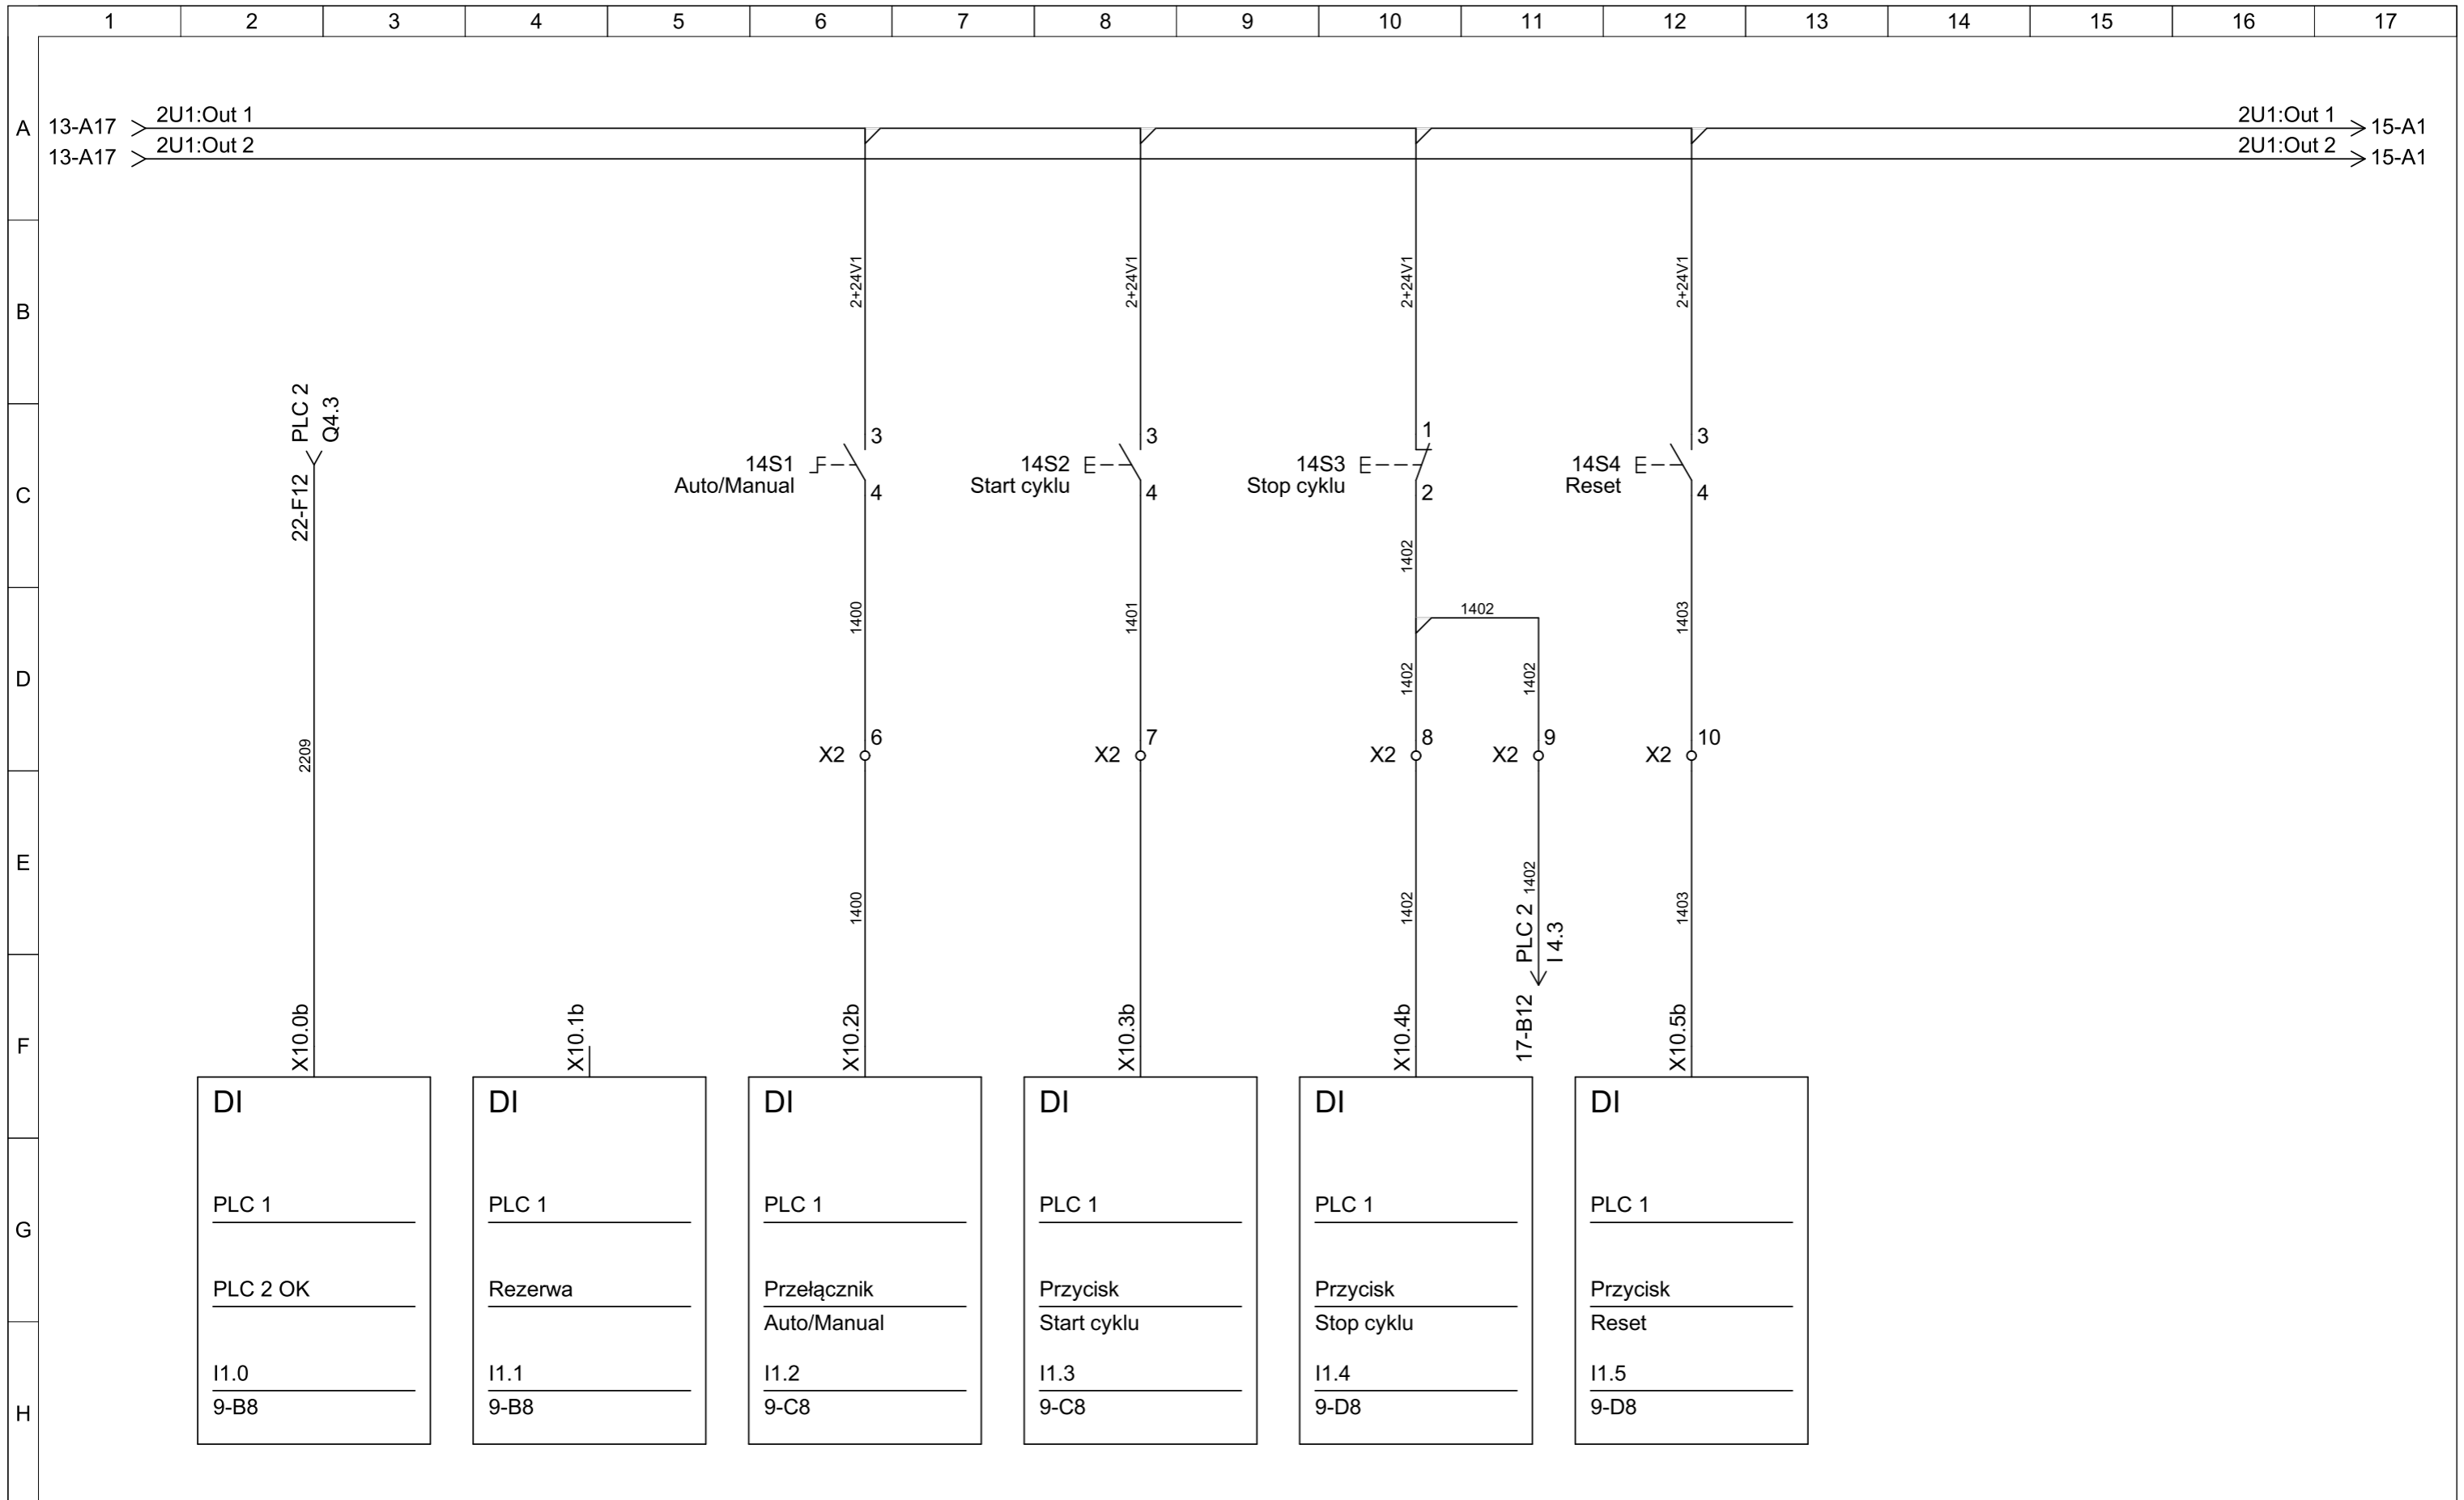 1 2 3 4 5 6 7 8 9 10 11 12 13 14 15 16 17
A
13-A17 2U1:Out 1 2U1:Out 1 15-A1
13-A17 2U1:Out 2 2U1:Out 2 15-A1
B
2+24V1 2+24V1 2+24V1 2+24V1
C
PLC 2
Q4.3
22-F12
3 3 1 3
14S1 14S2 14S3 14S4
Auto/Manual Start cyklu Stop cyklu Reset
4 4 2 4
1402
D
1400 1401 1402 1403
1402 1402
2209
6 7 8 9 10
X2 X2 X2 X2 X2
E
1400 1402 1402 1403
PLC 2
I 4.3
F
17-B12
X10.0b X10.1b X10.2b X10.3b X10.4b X10.5b
DI DI DI DI DI DI
G
PLC 1 PLC 1 PLC 1 PLC 1 PLC 1 PLC 1
PLC 2 OK Rezerwa Przełącznik Przycisk Przycisk Przycisk
Auto/Manual Start cyklu Stop cyklu Reset
H
I1.0 I1.1 I1.2 I1.3 I1.4 I1.5
9-B8 9-B8 9-C8 9-C8 9-D8 9-D8